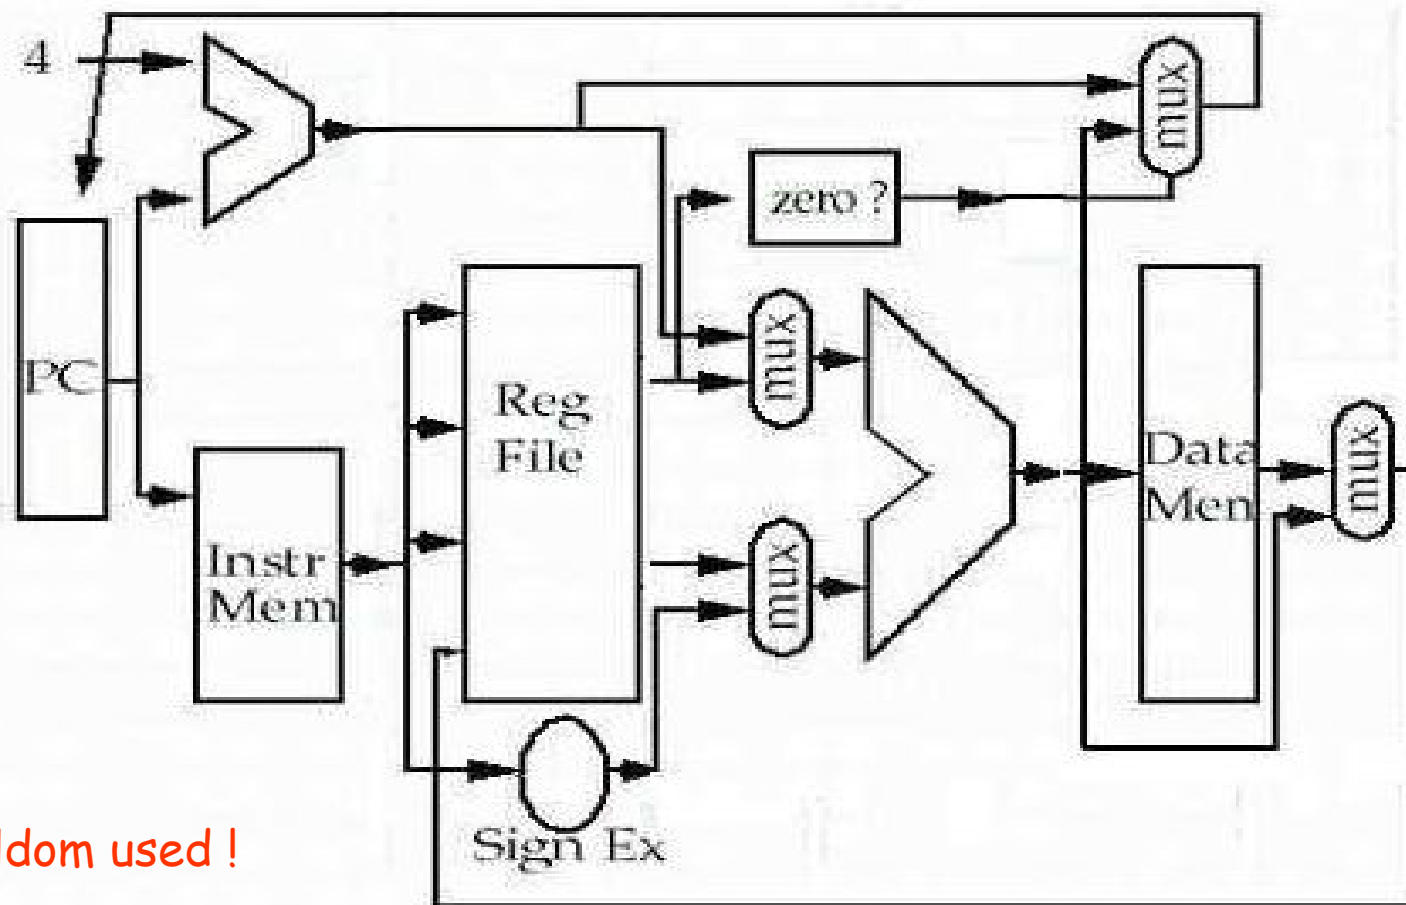 4
mux
zero ?
PC
mux
Reg
File
Data
Mem
mux
Instr
Mem
mux
Sign Ex
dom used !